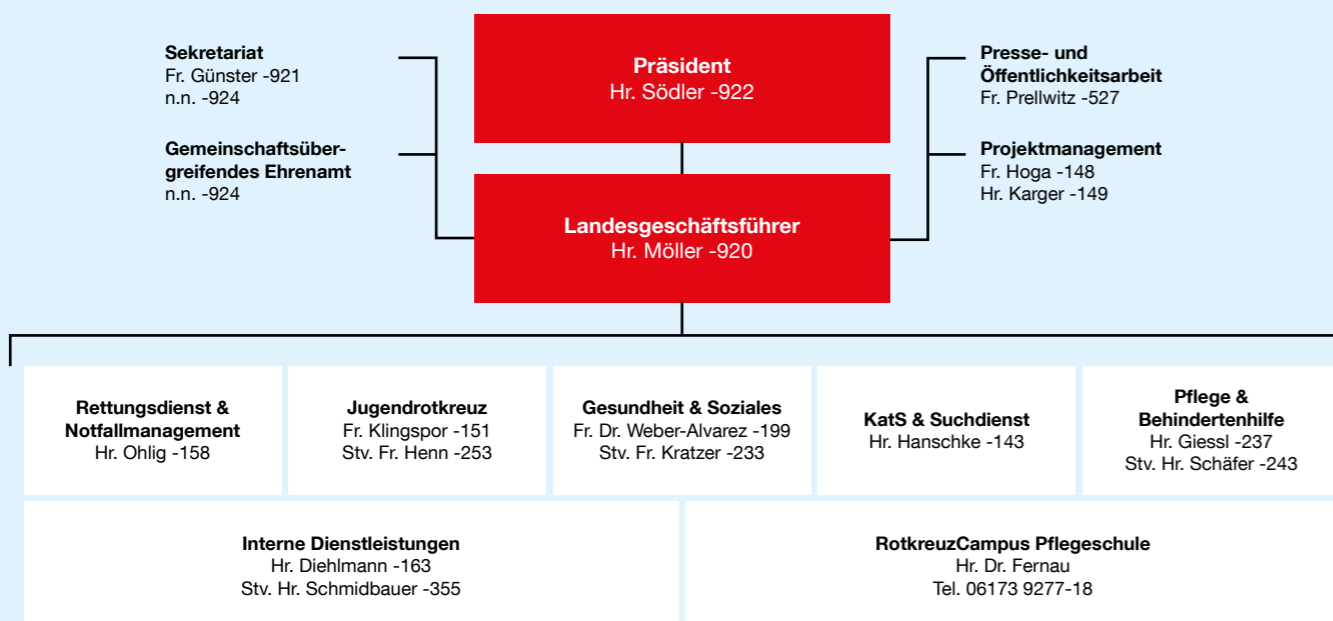 Sekretariat
Fr. Günster -921
n.n. -924
Gemeinschaftsüber-
greifendes Ehrenamt
n.n. -924
Präsident
Hr. Södler -922
Landesgeschäftsführer
Hr. Möller -920
Presse- und
Öffentlichkeitsarbeit
Fr. Prellwitz -527
Projektmanagement
Fr. Hoga -148
Hr. Karger -149
Rettungsdienst &
Notfallmanagement
Hr. Ohlig -158
Jugendrotkreuz
Fr. Klingspor -151
Stv. Fr. Henn -253
Gesundheit & Soziales
Fr. Dr. Weber-Alvarez -199
Stv. Fr. Kratzer -233
KatS & Suchdienst
Hr. Hanschke -143
Pflege &
Behindertenhilfe
Hr. Giessl -237
Stv. Hr. Schäfer -243
Interne Dienstleistungen
Hr. Diehlmann -163
Stv. Hr. Schmidbauer -355
RotkreuzCampus Pflegeschule
Hr. Dr. Fernau
Tel. 06173 9277-18